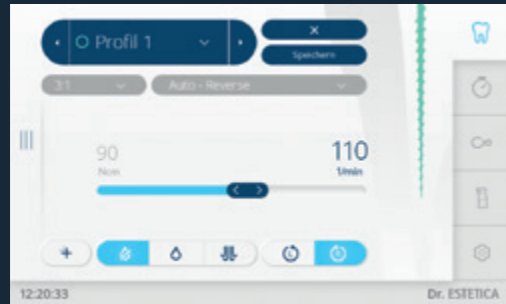 Profil 1
×
Speichern
3:1
Auto - Reverse
90
110
Ncm
1/min
12:20:33
Dr. ESTETICA